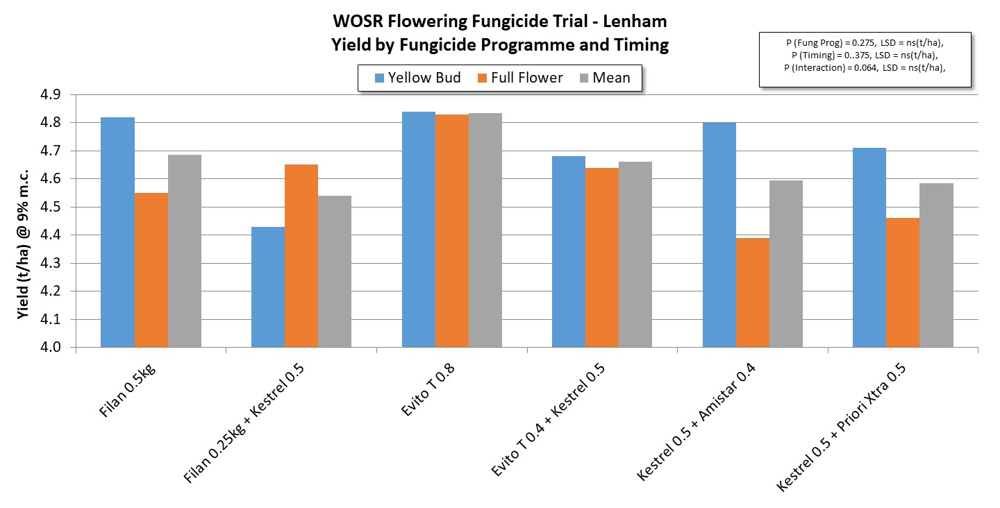 WOSR Flowering Fungicide Trial - Lenham
Yield by Fungicide Programme and Timing
P (Fung Prog) = 0.275, LSD = ns(t/ha),
P (Timing) = 0..375, LSD = ns(t/ha),
P (Interaction) = 0.064, LSD = ns(t/ha),
Yellow Bud Full Flower Mean
Yield (t/ha) @ 9% m.c.
4.9
4.8
4.7
4.6
4.5
4.4
4.3
4.2
4.1
4.0
Filan 0.5kg
Filan 0.25kg + Kestrel 0.5
Evito T 0.8
Evito T 0.4 + Kestrel 0.5
Kestrel 0.5 + Amistar 0.4
Kestrel 0.5 + Priori Xtra 0.5